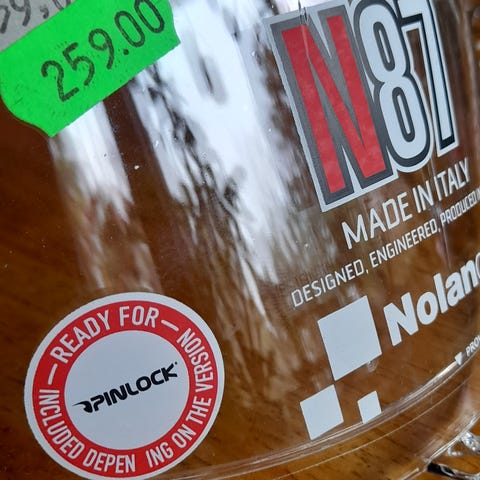 259.00
N87
MADE IN ITALY
DESIGNED, ENGINEERED, PRODUCED
Nolan
READY FOR
PINLOCK
INCLUDED DEPEN ING ON THE VERSION